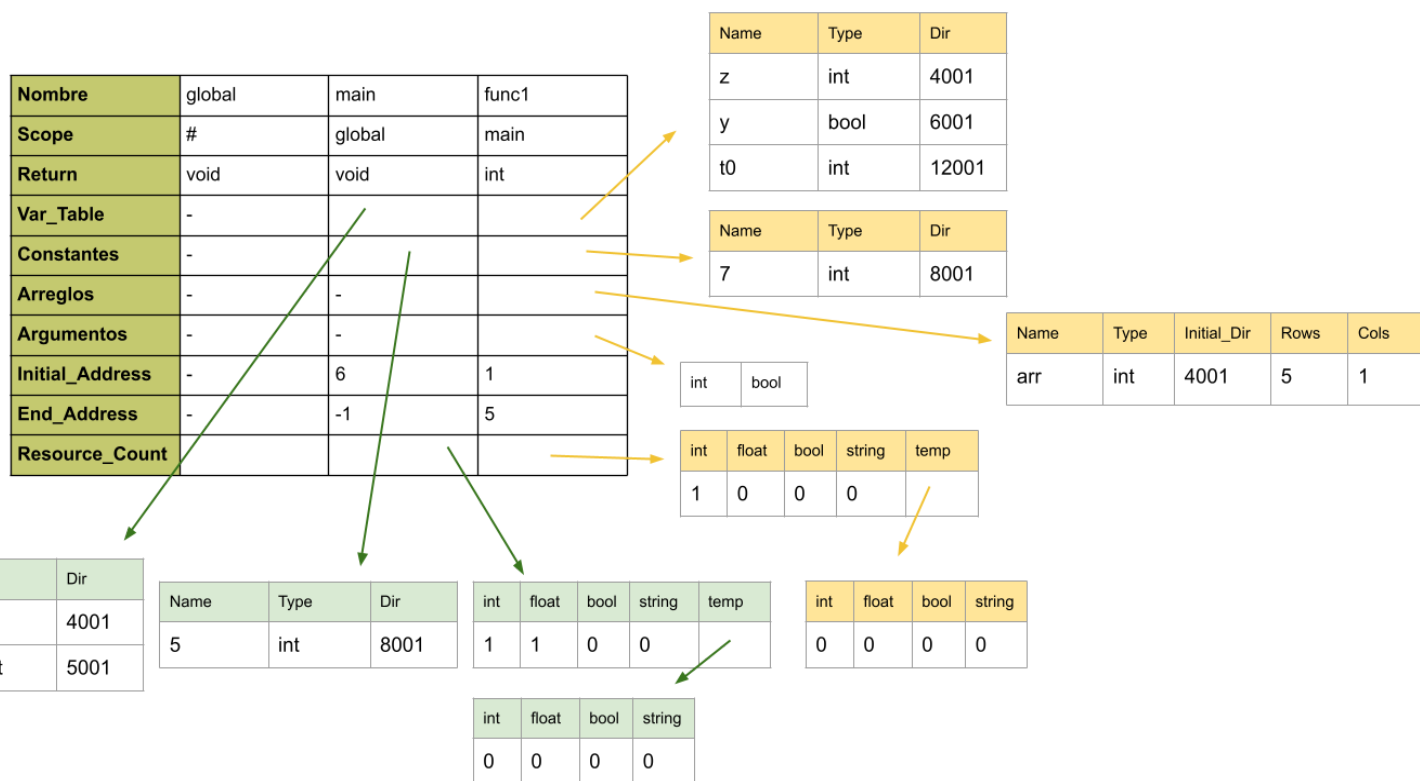 Nombre global main func1
Scope # global main
Return void void int
Var_Table -
Constantes -
Arreglos - -
Argumentos - -
Initial_Address - 6 1
End_Address - -1 5
Resource_Count
Name Type Dir
z int 4001
y bool 6001
t0 int 12001
Name Type Dir
7 int 8001
Name Type Initial_Dir Rows Cols
arr int 4001 5 1
int bool
int float bool string temp
1 0 0 0
int float bool string
0 0 0 0
Dir
4001
5001
Name Type Dir
5 int 8001
int float bool string temp
1 1 0 0
int float bool string
0 0 0 0